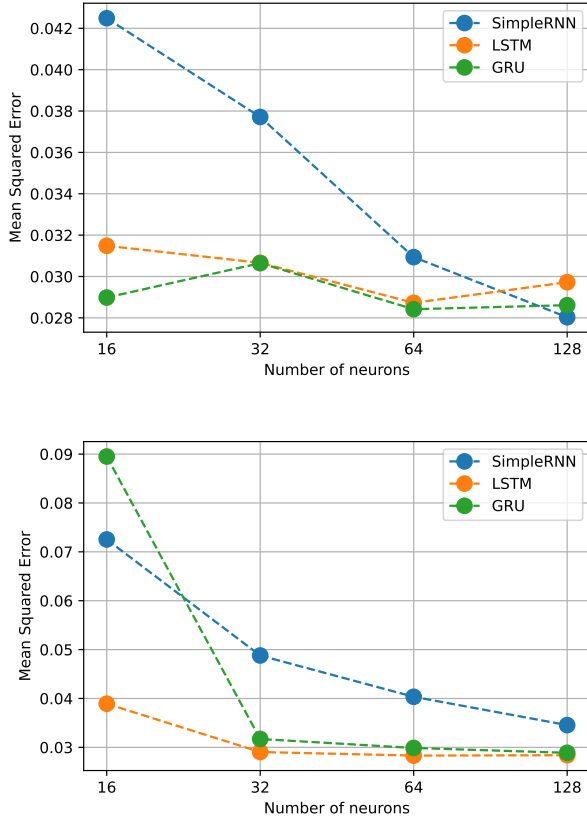 0.042
0.040
0.038
0.036
0.034
0.032
0.030
0.028
Mean Squared Error
SimpleRNN
LSTM
GRU
16 32 64 128
Number of neurons
0.09
0.08
0.07
0.06
0.05
0.04
0.03
Mean Squared Error
SimpleRNN
LSTM
GRU
16 32 64 128
Number of neurons